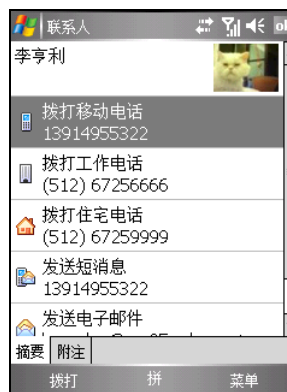 联系人
ok
李亨利
拨打移动电话
13914955322
拨打工作电话
(512) 67256666
拨打住宅电话
(512) 67259999
发送短消息
13914955322
发送电子邮件
摘要 附注
拨打 拼 菜单